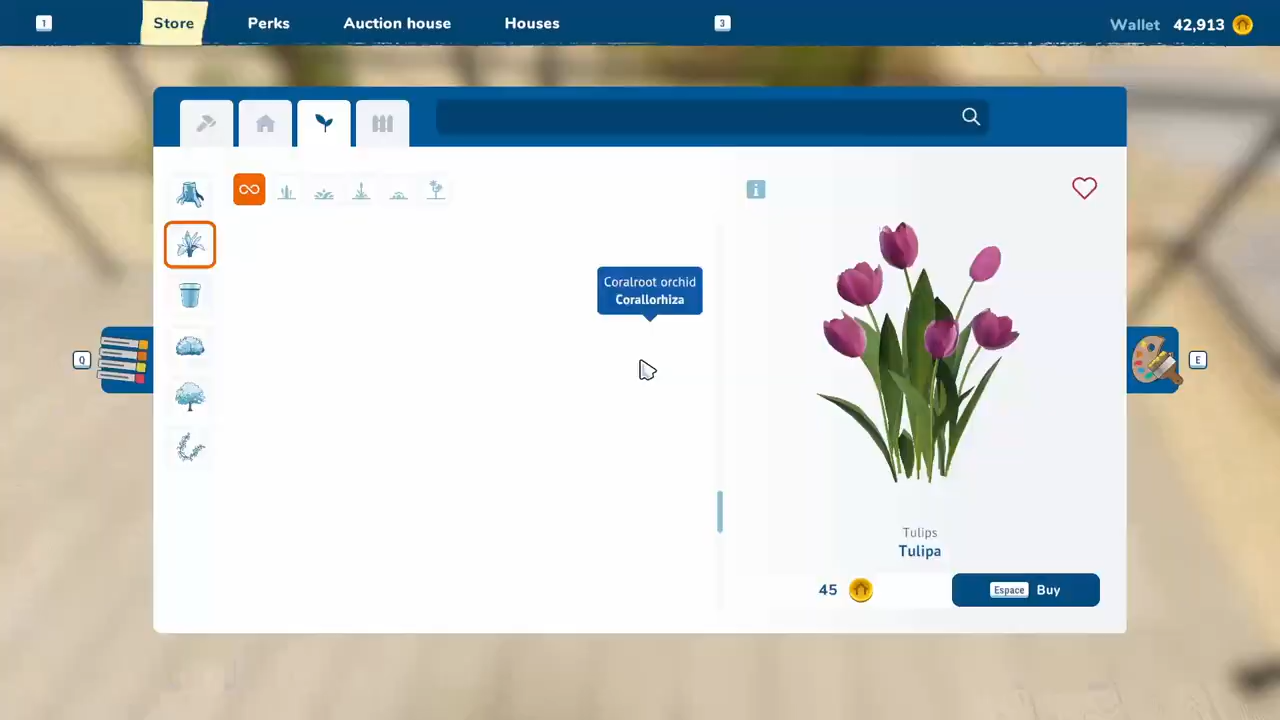 1
Store
Perks
Auction house
Houses
3
Wallet 42,913
Coralroot orchid
Corallorhiza
Q
E
Tulips
Tulipa
45
Espace Buy